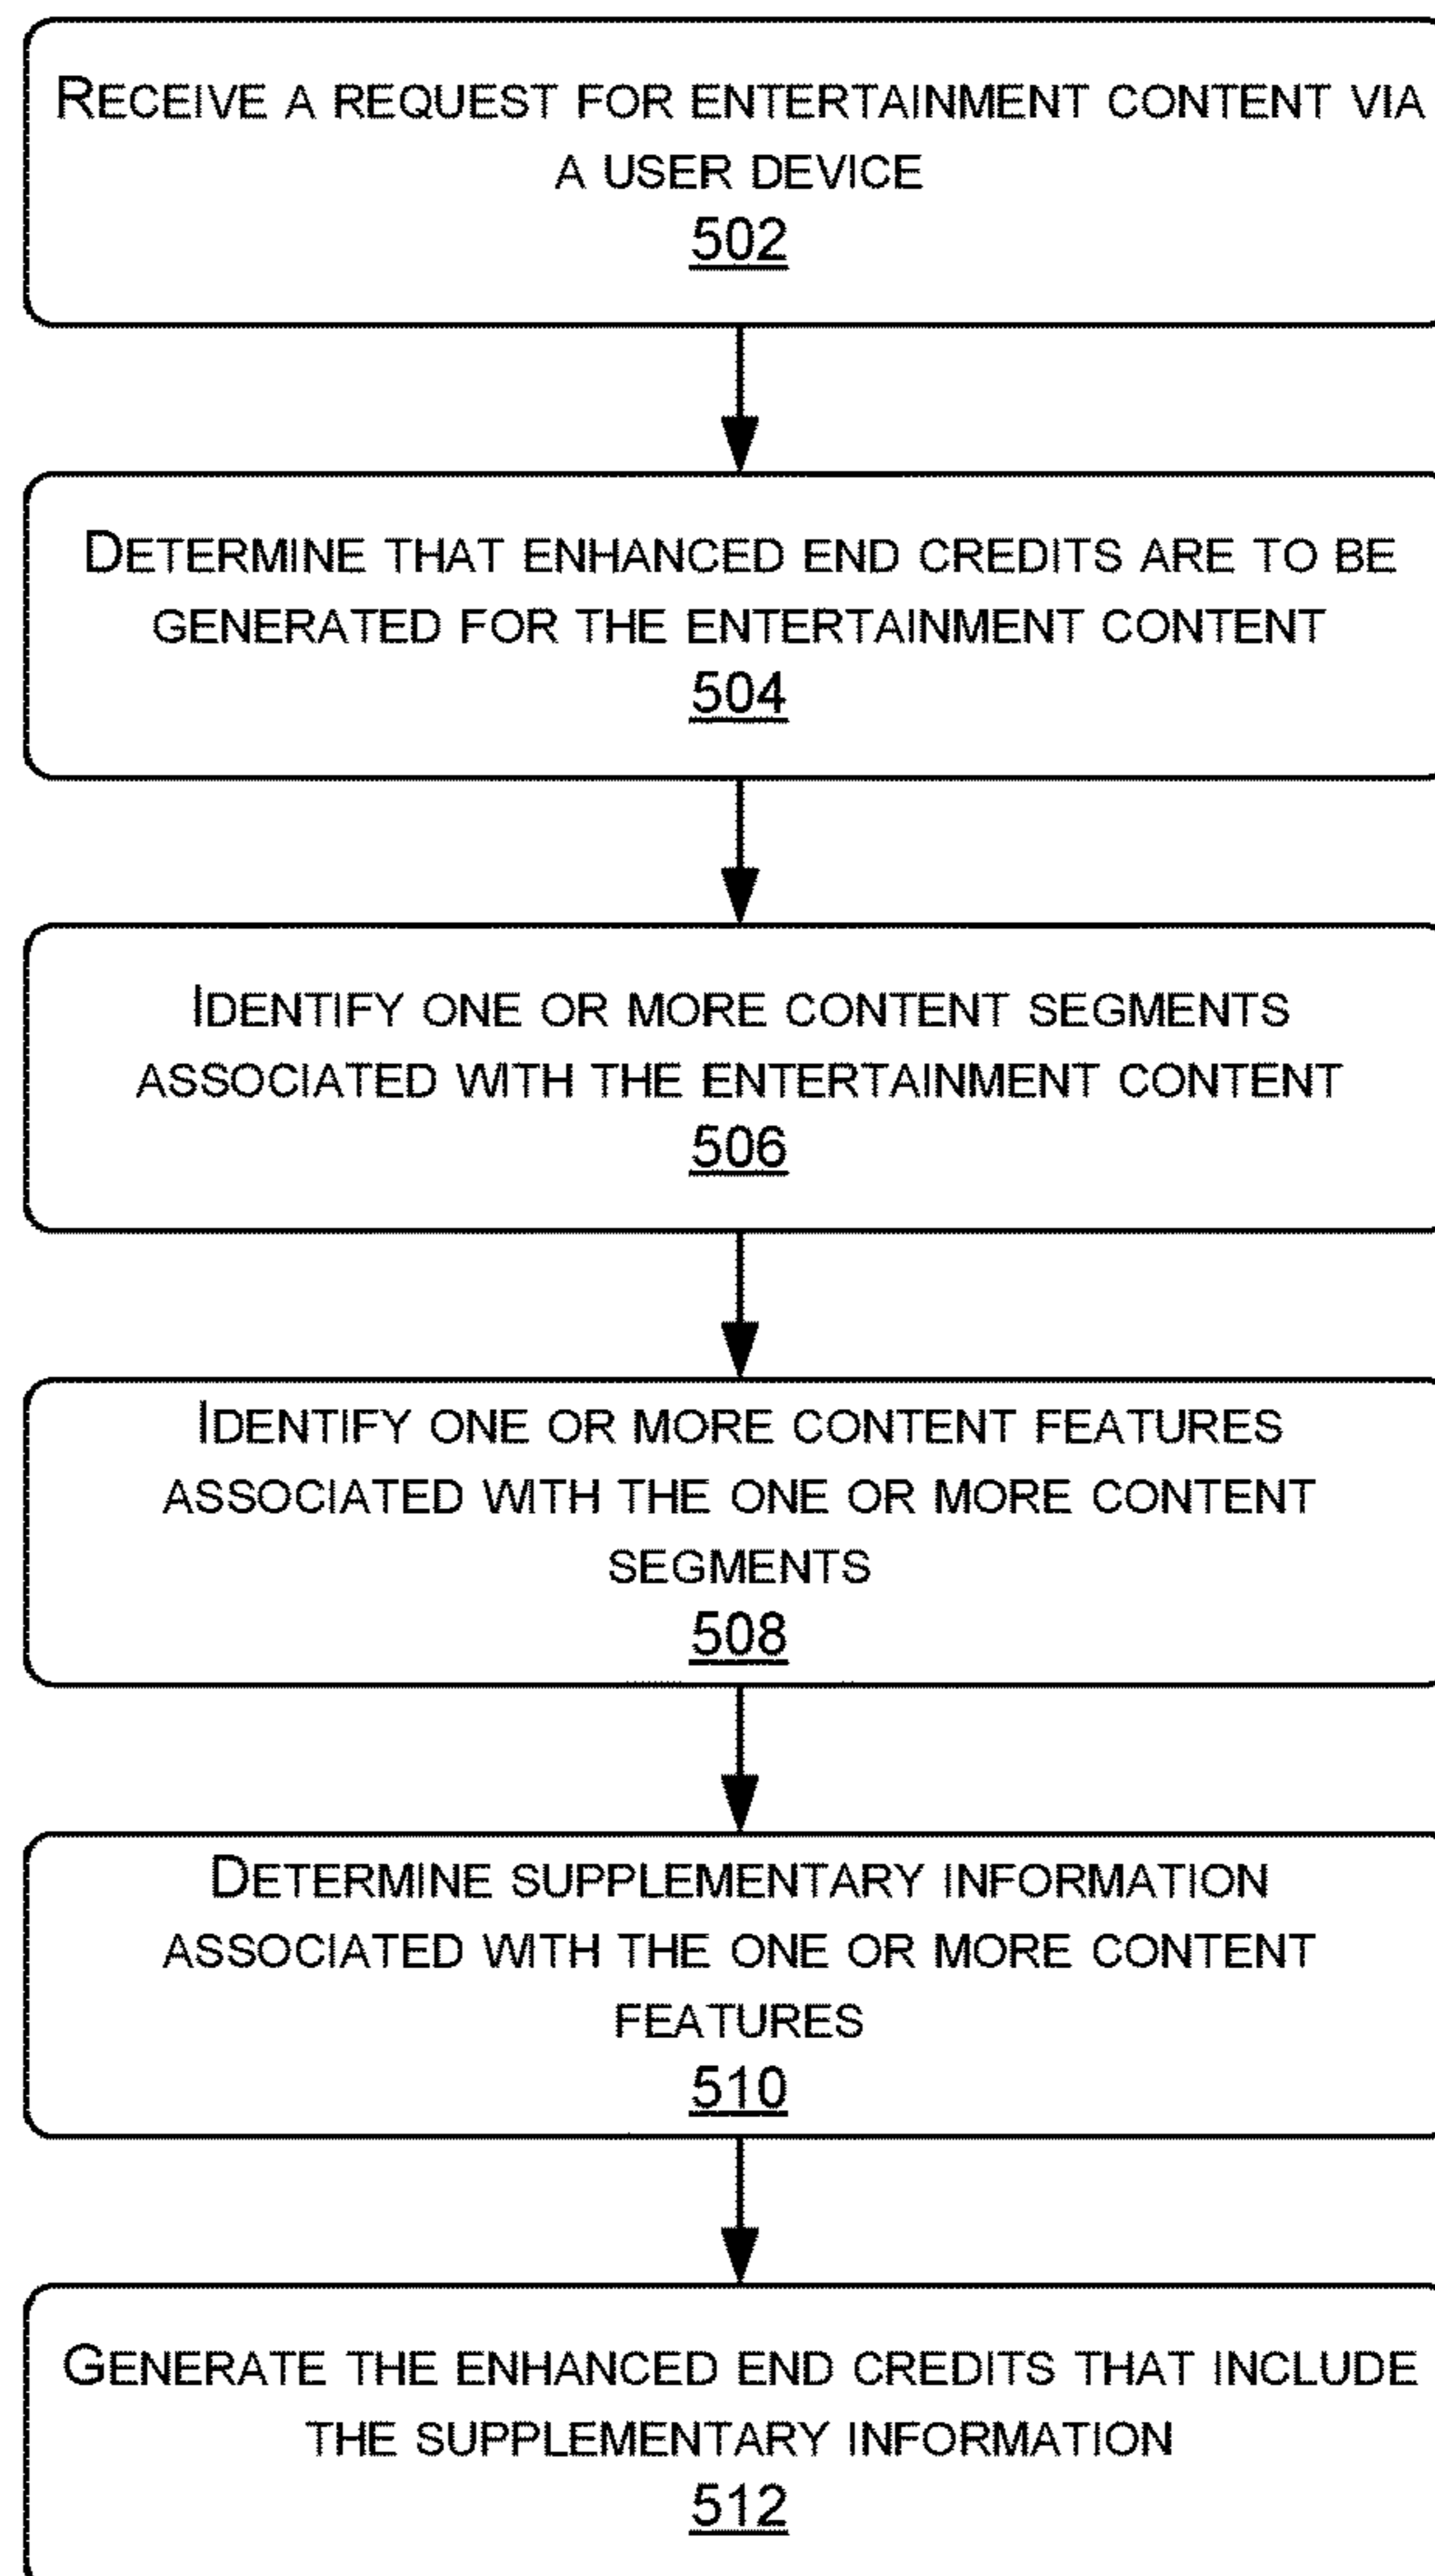 RECEIVE A REQUEST FOR ENTERTAINMENT CONTENT VIA
A USER DEVICE
502
DETERMINE THAT ENHANCED END CREDITS ARE TO BE
GENERATED FOR THE ENTERTAINMENT CONTENT
504
IDENTIFY ONE OR MORE CONTENT SEGMENTS
ASSOCIATED WITH THE ENTERTAINMENT CONTENT
506
IDENTIFY ONE OR MORE CONTENT FEATURES
ASSOCIATED WITH THE ONE OR MORE CONTENT
SEGMENTS
508
DETERMINE SUPPLEMENTARY INFORMATION
ASSOCIATED WITH THE ONE OR MORE CONTENT
FEATURES
510
GENERATE THE ENHANCED END CREDITS THAT INCLUDE
THE SUPPLEMENTARY INFORMATION
512